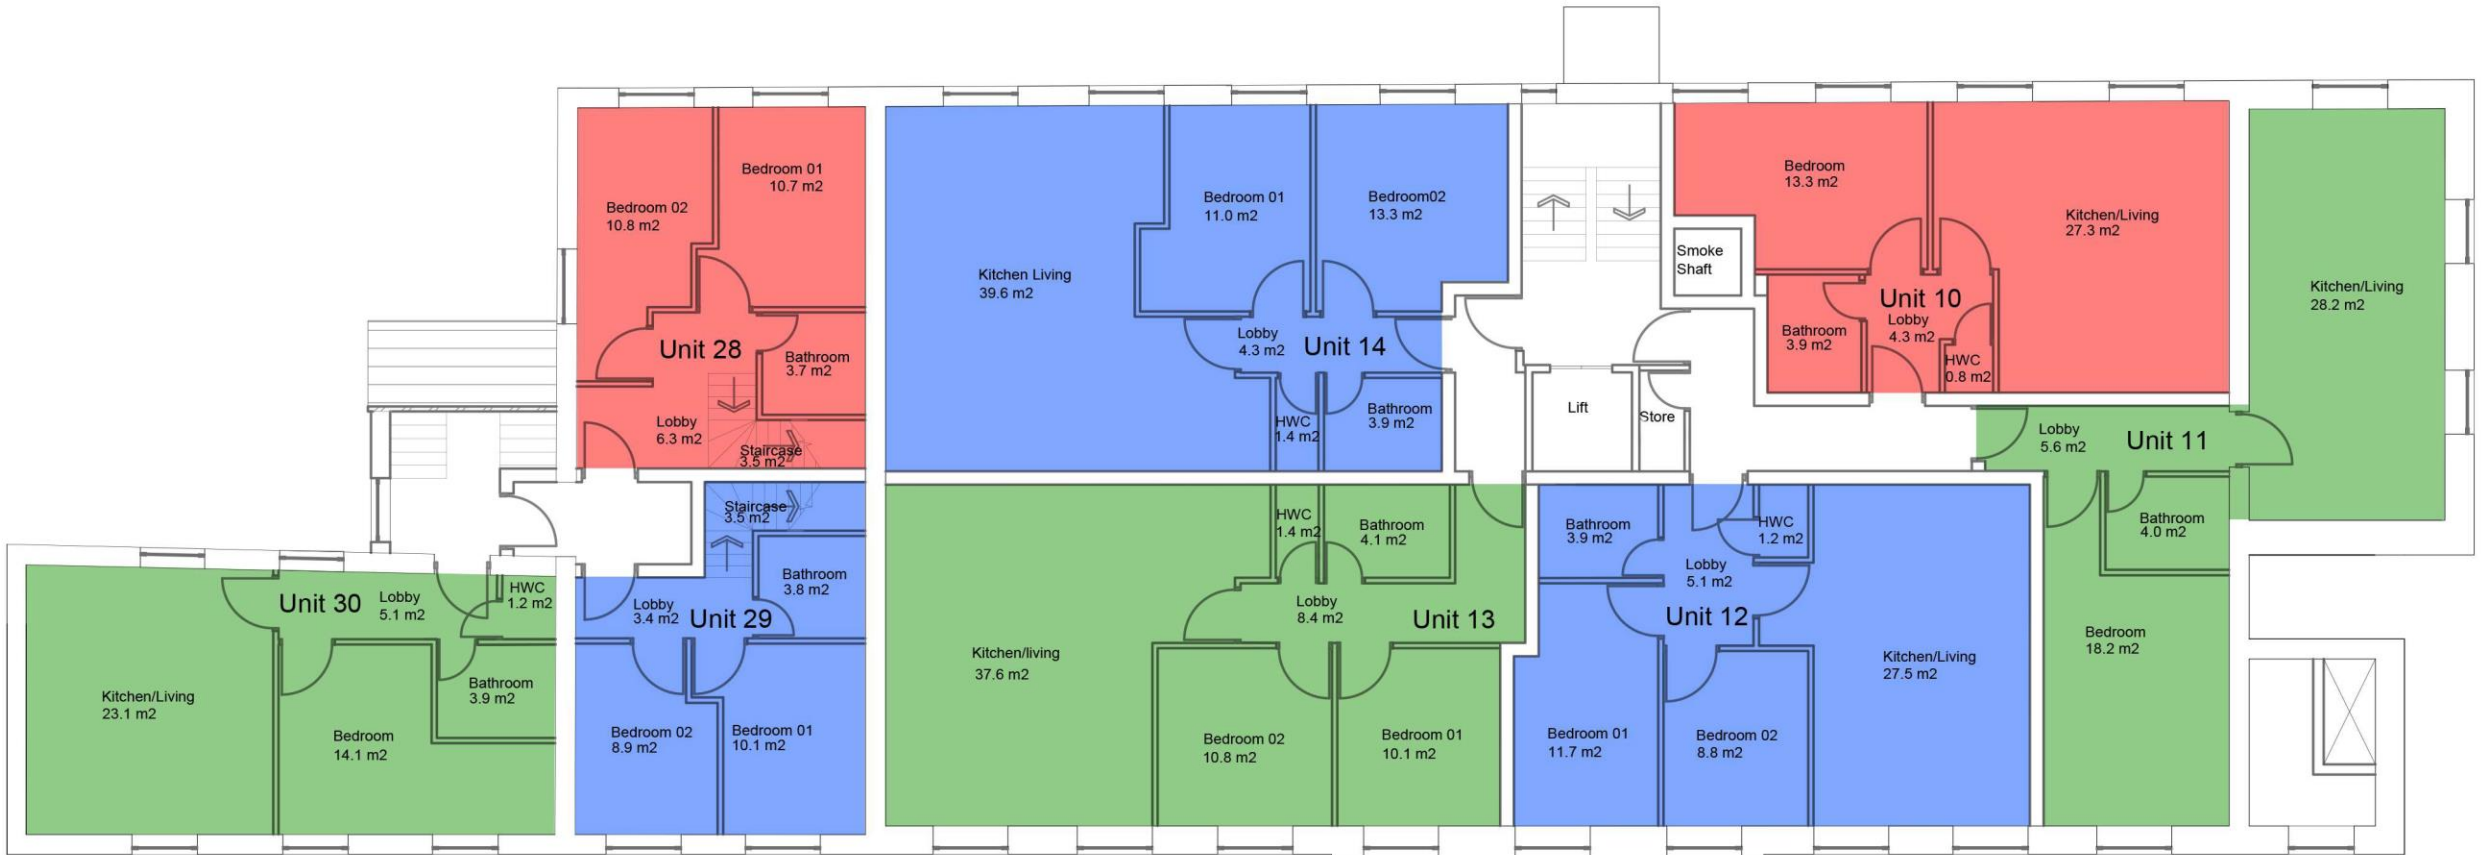 Bedroom 02
10.8 m2
Bedroom 01
10.7 m2
Unit 28
Bathroom
3.7 m2
Lobby
6.3 m2
Staircase
3.5 m2
Kitchen Living
39.6 m2
Bedroom 01
11.0 m2
Bedroom02
13.3 m2
Lobby
4.3 m2
Unit 14
HWC
1.4 m2
Bathroom
3.9 m2
Smoke
Shaft
Lift
Store
Bedroom
13.3 m2
Kitchen/Living
27.3 m2
Unit 10
Lobby
4.3 m2
Bathroom
3.9 m2
HWC
0.8 m2
Kitchen/Living
28.2 m2
Lobby
5.6 m2
Unit 11
Bathroom
4.0 m2
Bedroom
18.2 m2
Kitchen/Living
23.1 m2
Unit 30
Lobby
5.1 m2
HWC
1.2 m2
Bathroom
3.9 m2
Bedroom
14.1 m2
Staircase
3.5 m2
Bathroom
3.8 m2
Lobby
3.4 m2
Unit 29
Bedroom 02
8.9 m2
Bedroom 01
10.1 m2
HWC
1.4 m2
Bathroom
4.1 m2
Lobby
8.4 m2
Unit 13
Kitchen/living
37.6 m2
Bedroom 02
10.8 m2
Bedroom 01
10.1 m2
Bathroom
3.9 m2
HWC
1.2 m2
Lobby
5.1 m2
Unit 12
Kitchen/Living
27.5 m2
Bedroom 01
11.7 m2
Bedroom 02
8.8 m2